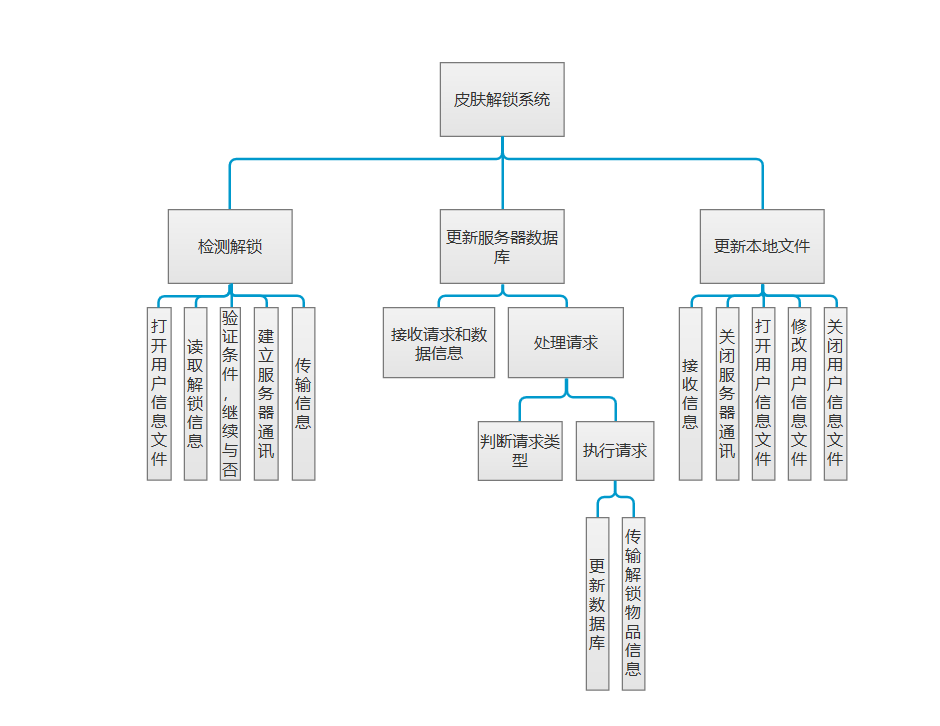 皮肤解锁系统
检测解锁
更新服务器数据
库
更新本地文件
打开用户信息文件
读取解锁信息
验证条件,继续与否
建立服务器通讯
传输信息
接收请求和数
据信息
处理请求
接收信息
关闭服务器通讯
打开用户信息文件
修改用户信息文件
关闭用户信息文件
判断请求类
型
执行请求
更新数据库
传输解锁物品信息